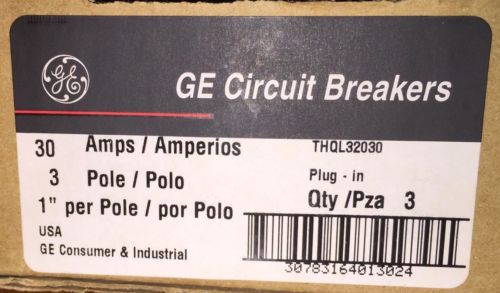 GE
GE Circuit Breakers
30 Amps / Amperios THQL32030
3 Pole / Polo Plug - in
1" per Pole / por Polo Qty /Pza 3
USA
GE Consumer & Industrial
30783164013024